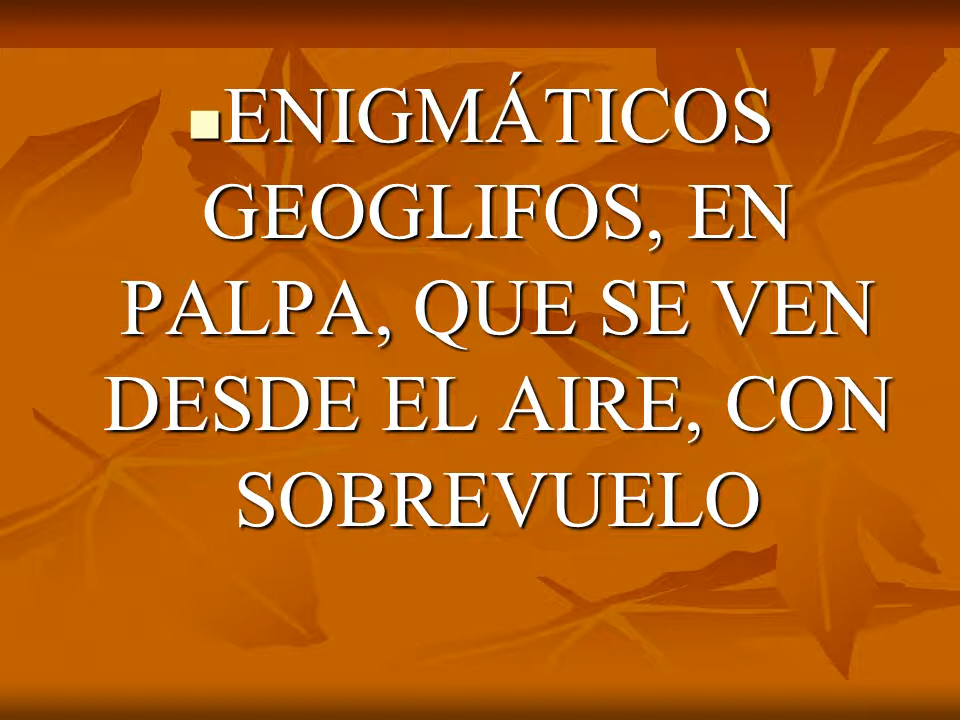 ENIGMÁTICOS
GEOGLIFOS, EN
PALPA, QUE SE VEN
DESDE EL AIRE, CON
SOBREVUELO